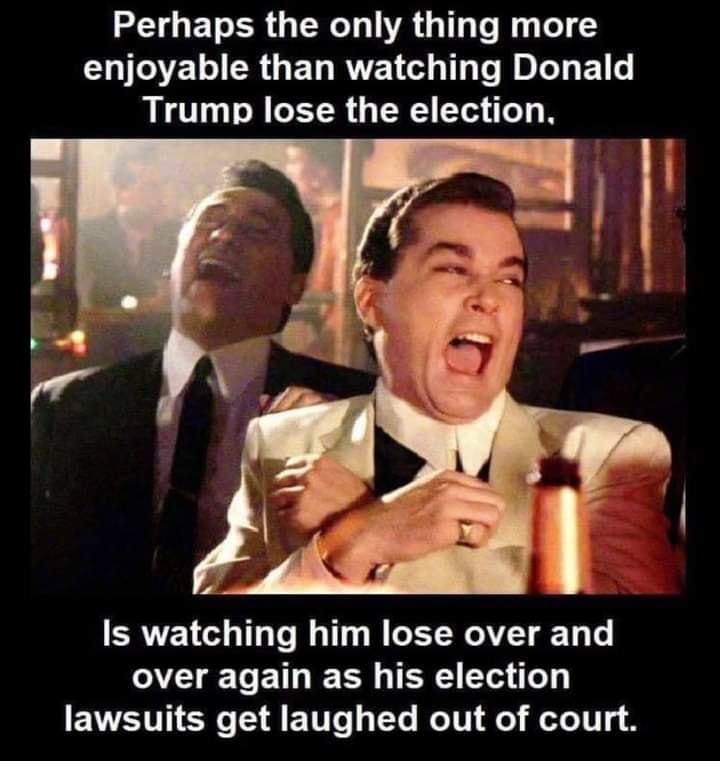 Perhaps the only thing more
enjoyable than watching Donald
Trump lose the election.
Is watching him lose over and
over again as his election
lawsuits get laughed out of court.